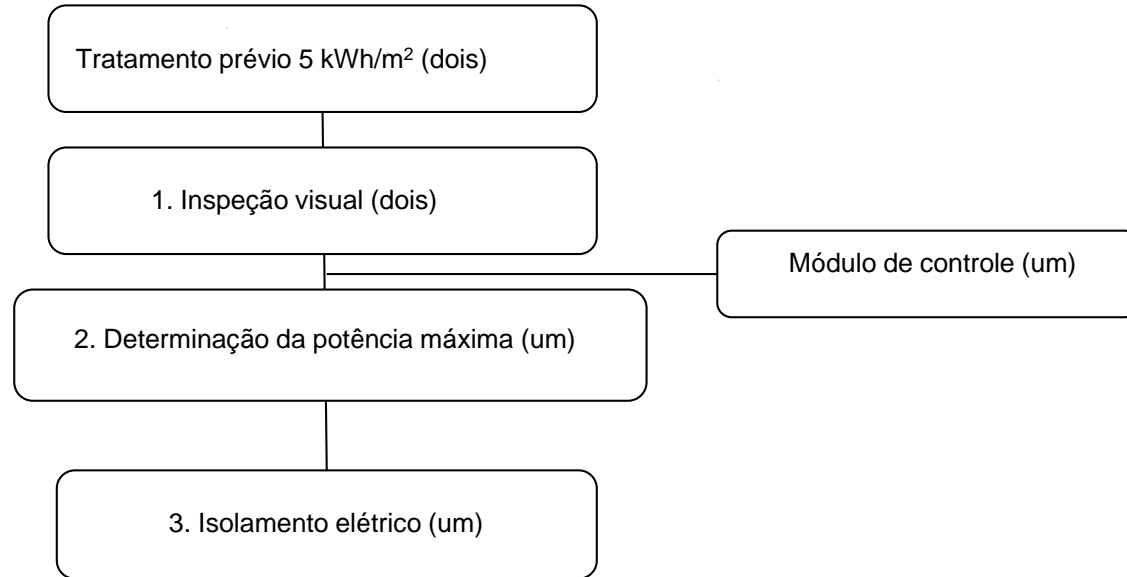 Tratamento prévio 5 kWh/m² (dois)
1. Inspeção visual (dois)
Módulo de controle (um)
2. Determinação da potência máxima (um)
3. Isolamento elétrico (um)